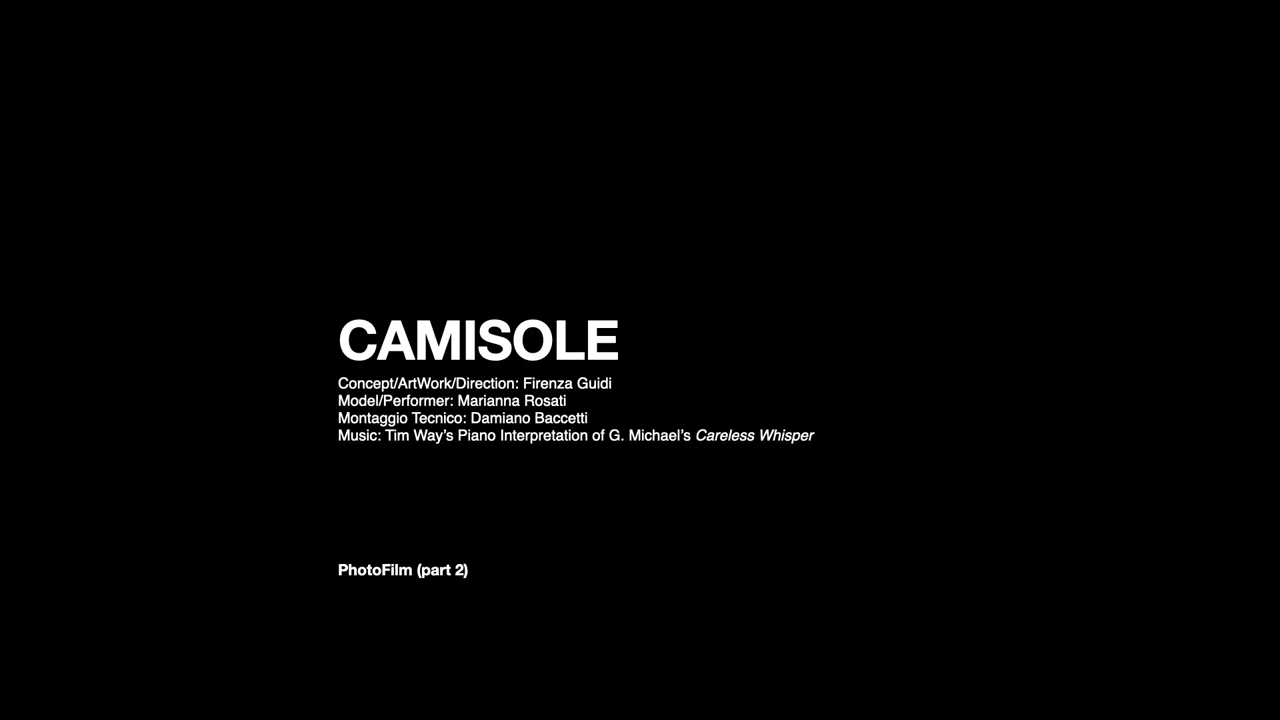 CAMISOLE
Concept/ArtWork/Direction: Firenza Guidi
Model/Performer: Marianna Rosati
Montaggio Tecnico: Damiano Baccetti
Music: Tim Way’s Piano Interpretation of G. Michael’s Careless Whisper
PhotoFilm (part 2)